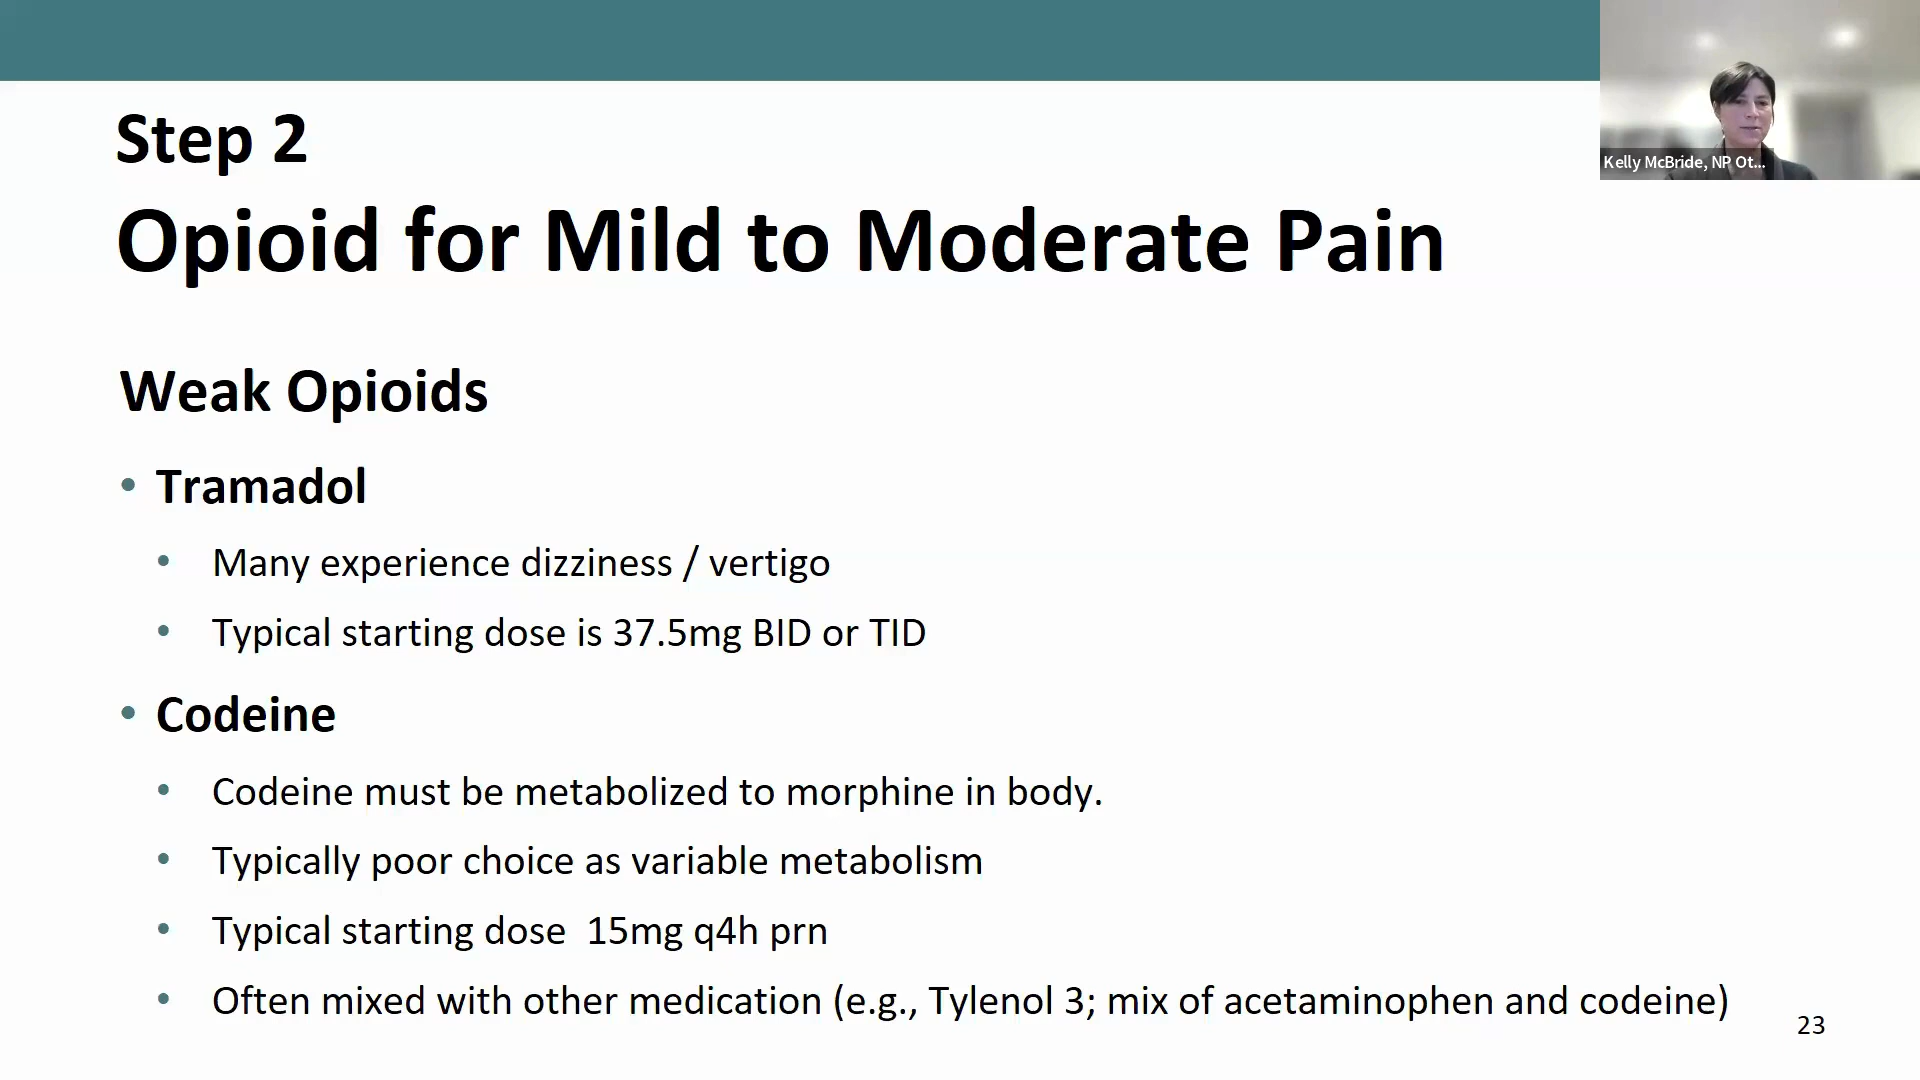 Kelly McBride, NP Ot...
Step 2
Opioid for Mild to Moderate Pain
Weak Opioids
• Tramadol
• Many experience dizziness / vertigo
• Typical starting dose is 37.5mg BID or TID
• Codeine
• Codeine must be metabolized to morphine in body.
• Typically poor choice as variable metabolism
• Typical starting dose  15mg q4h prn
• Often mixed with other medication (e.g., Tylenol 3; mix of acetaminophen and codeine)
23